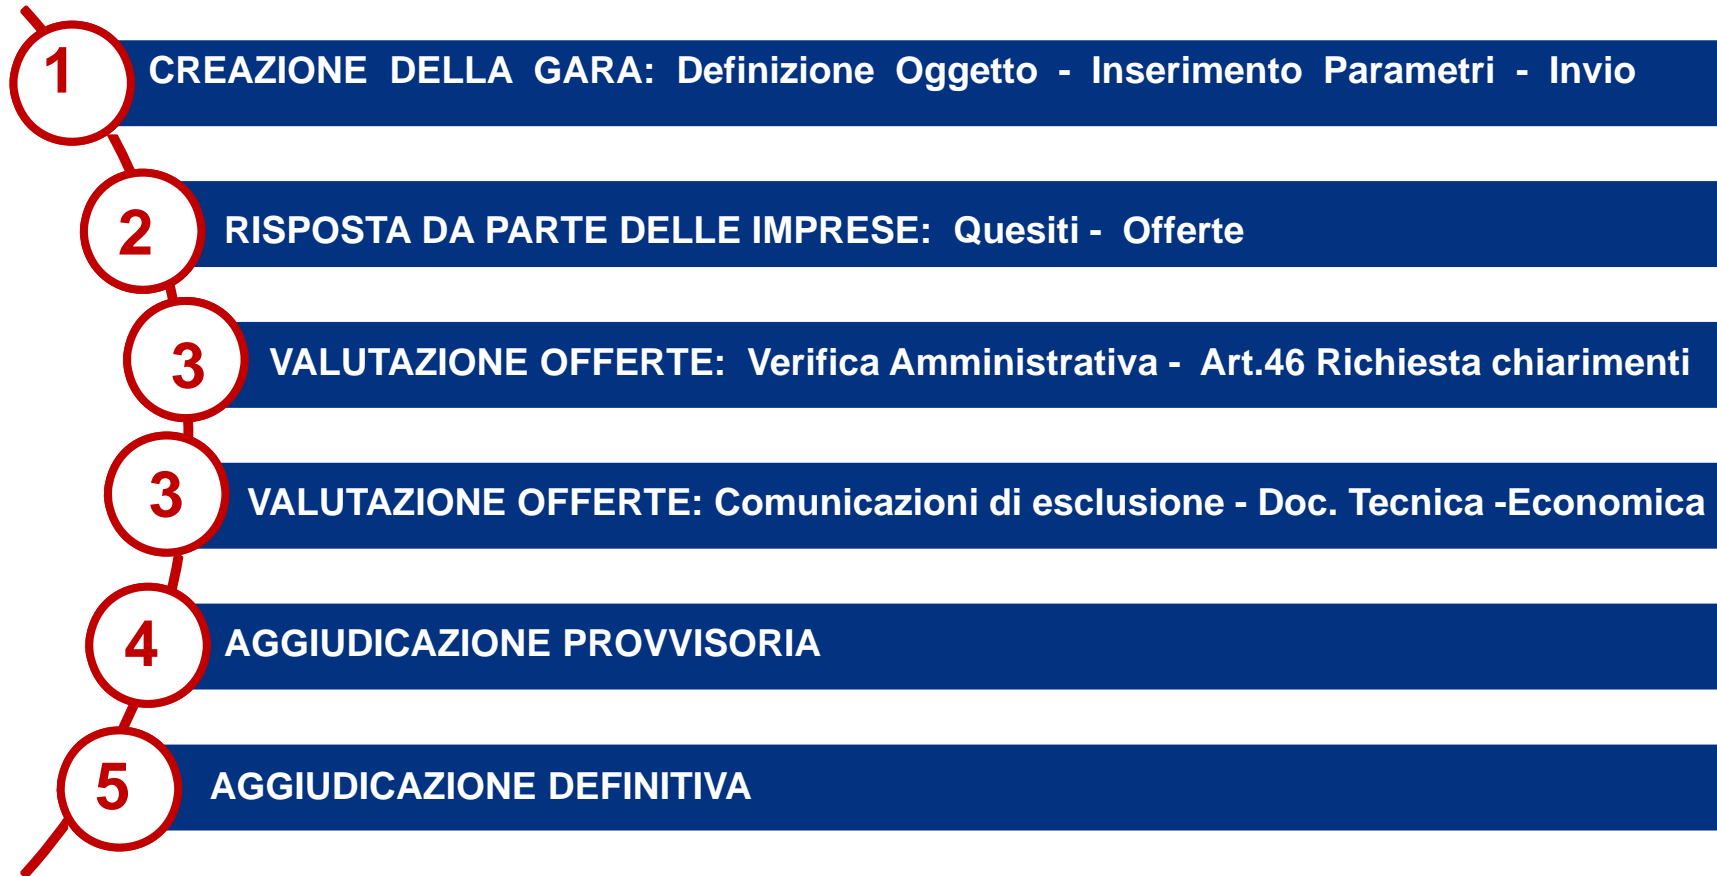 1 CREAZIONE DELLA GARA: Definizione Oggetto - Inserimento Parametri - Invio
2 RISPOSTA DA PARTE DELLE IMPRESE: Quesiti - Offerte
3 VALUTAZIONE OFFERTE: Verifica Amministrativa - Art.46 Richiesta chiarimenti
3 VALUTAZIONE OFFERTE: Comunicazioni di esclusione - Doc. Tecnica -Economica
4 AGGIUDICAZIONE PROVVISORIA
5 AGGIUDICAZIONE DEFINITIVA